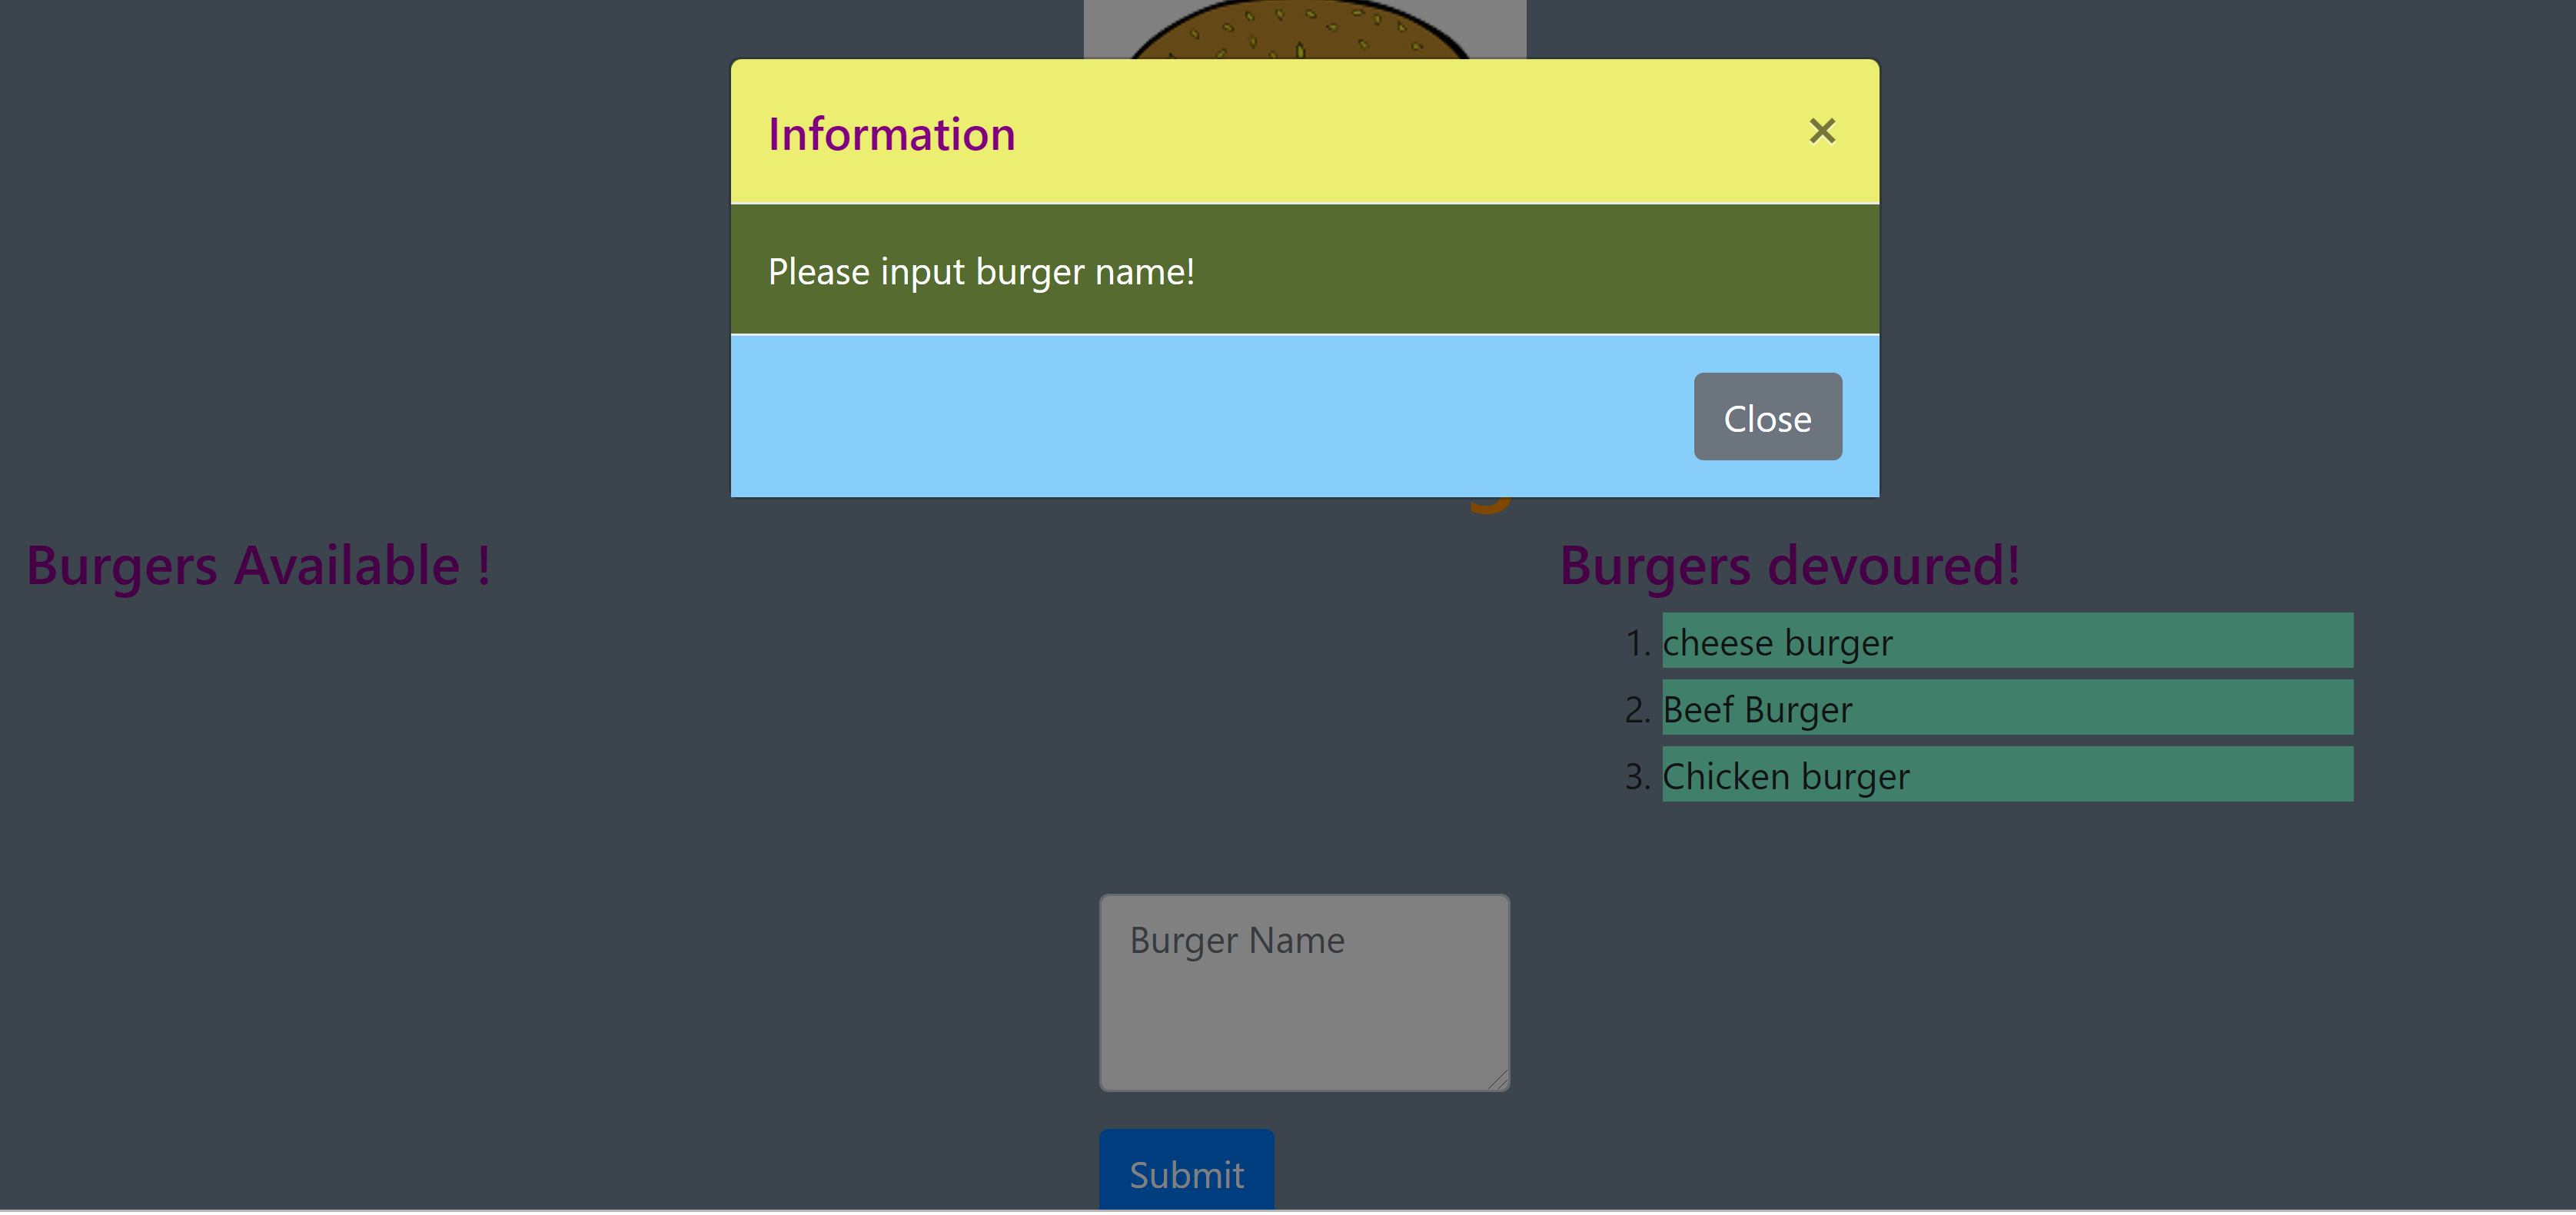 Information ×
Please input burger name!
Close
Burgers Available !
Burgers devoured!
1. cheese burger
2. Beef Burger
3. Chicken burger
Burger Name
Submit